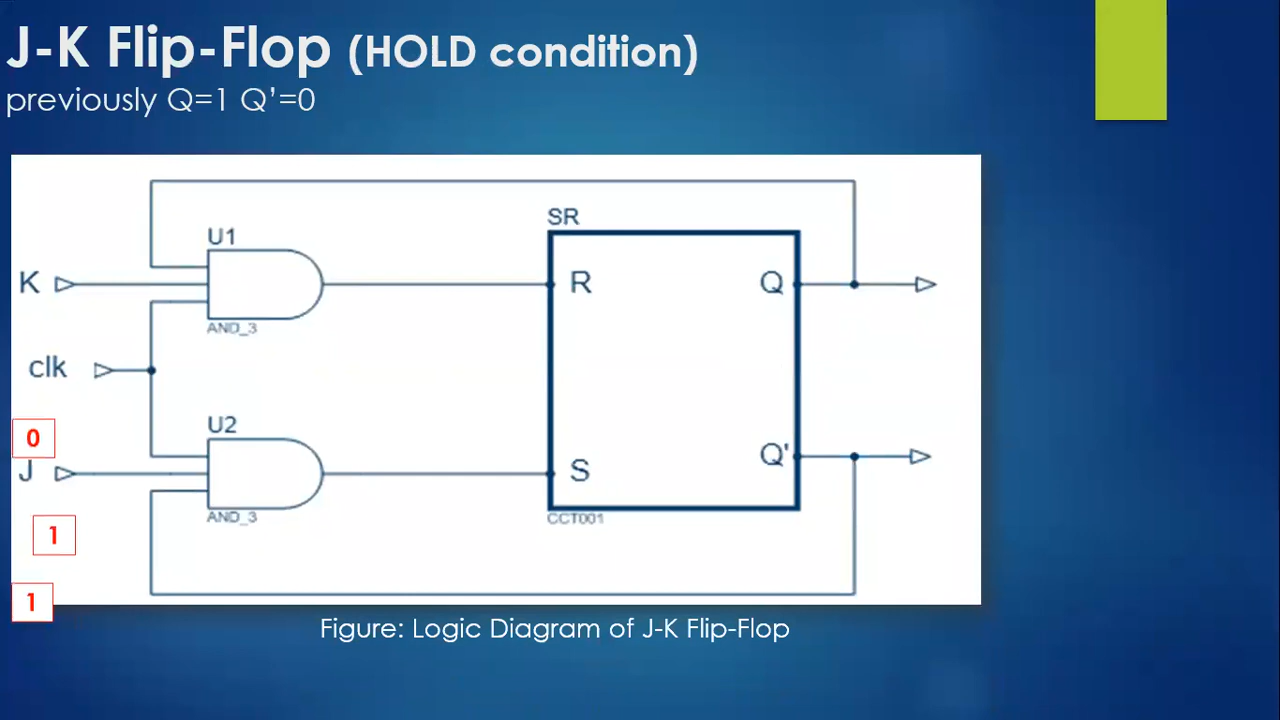 J-K Flip-Flop (HOLD condition)
previously Q=1 Q’=0
SR
U1
K
R
Q
AND_3
clk
U2
0
Q'
J
S
AND_3
CCT001
1
1
Figure: Logic Diagram of J-K Flip-Flop